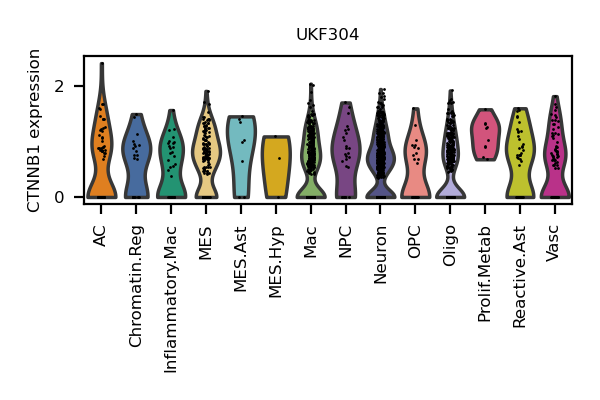 UKF304
CTNNB1 expression
2
0
AC
Chromatin.Reg
Inflammatory.Mac
MES
MES.Ast
MES.Hyp
Mac
NPC
Neuron
OPC
Oligo
Prolif.Metab
Reactive.Ast
Vasc